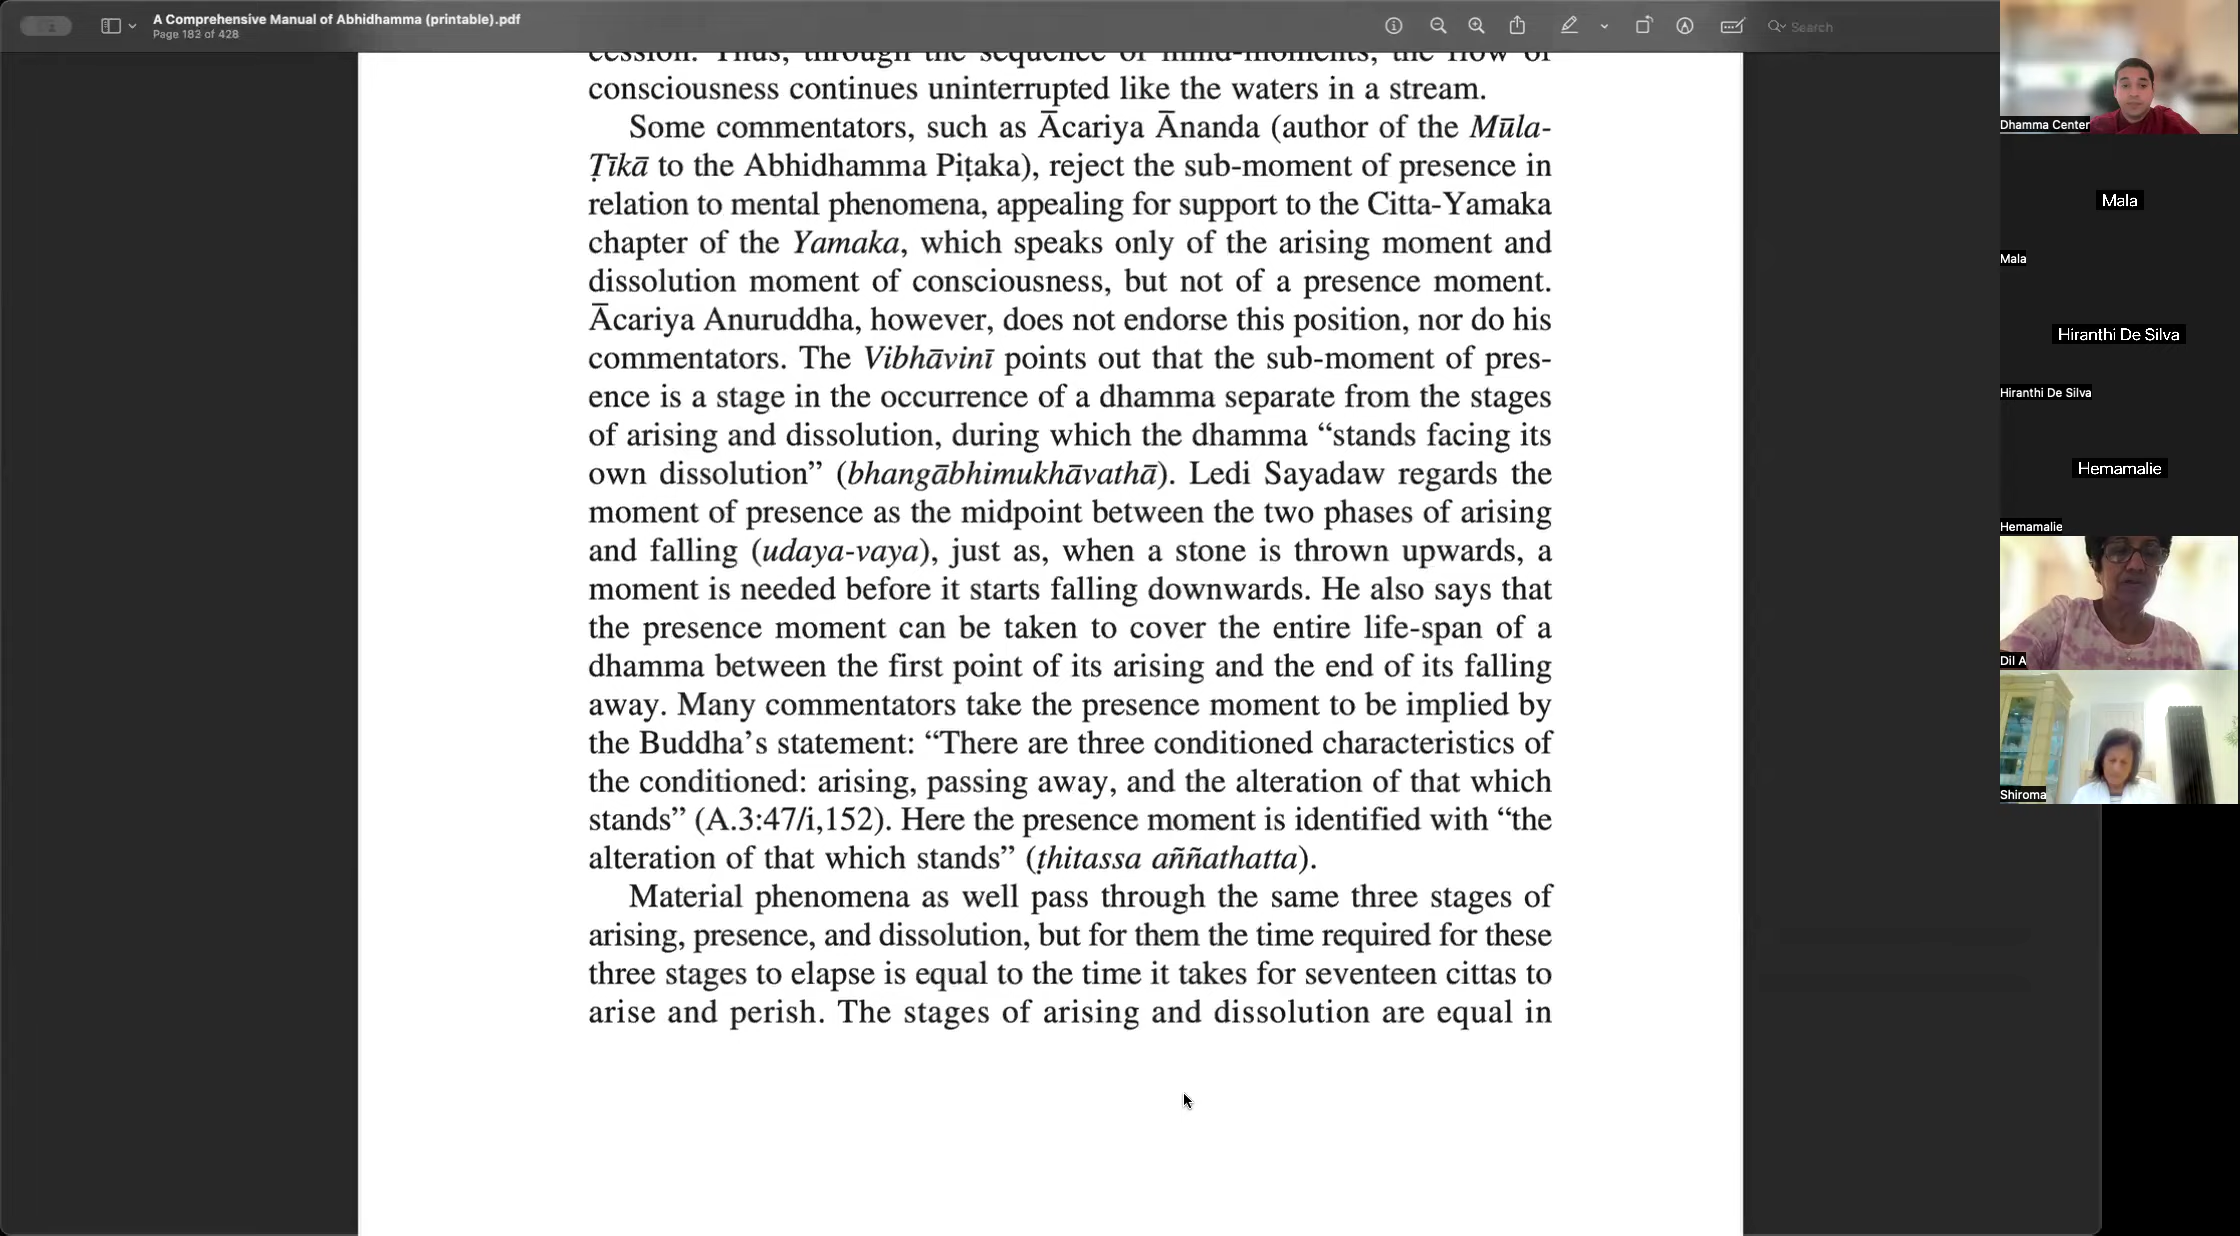 A Comprehensive Manual of Abhidhamma (printable).pdf
Page 183 of 428
Search
cession. Thus, through the sequence of mind-moments, the flow of
consciousness continues uninterrupted like the waters in a stream.
Some commentators, such as Ācariya Ānanda (author of the Mūla-
Ṭīkā to the Abhidhamma Piṭaka), reject the sub-moment of presence in
relation to mental phenomena, appealing for support to the Citta-Yamaka
chapter of the Yamaka, which speaks only of the arising moment and
dissolution moment of consciousness, but not of a presence moment.
Ācariya Anuruddha, however, does not endorse this position, nor do his
commentators. The Vibhāvinī points out that the sub-moment of pres-
ence is a stage in the occurrence of a dhamma separate from the stages
of arising and dissolution, during which the dhamma “stands facing its
own dissolution” (bhangābhimukhāvathā). Ledi Sayadaw regards the
moment of presence as the midpoint between the two phases of arising
and falling (udaya-vaya), just as, when a stone is thrown upwards, a
moment is needed before it starts falling downwards. He also says that
the presence moment can be taken to cover the entire life-span of a
dhamma between the first point of its arising and the end of its falling
away. Many commentators take the presence moment to be implied by
the Buddha’s statement: “There are three conditioned characteristics of
the conditioned: arising, passing away, and the alteration of that which
stands” (A.3:47/i,152). Here the presence moment is identified with “the
alteration of that which stands” (ṭhitassa aññathatta).
Material phenomena as well pass through the same three stages of
arising, presence, and dissolution, but for them the time required for these
three stages to elapse is equal to the time it takes for seventeen cittas to
arise and perish. The stages of arising and dissolution are equal in
Dhamma Center
Mala
Mala
Hiranthi De Silva
Hiranthi De Silva
Hemamalie
Hemamalie
Dil A
Shiroma